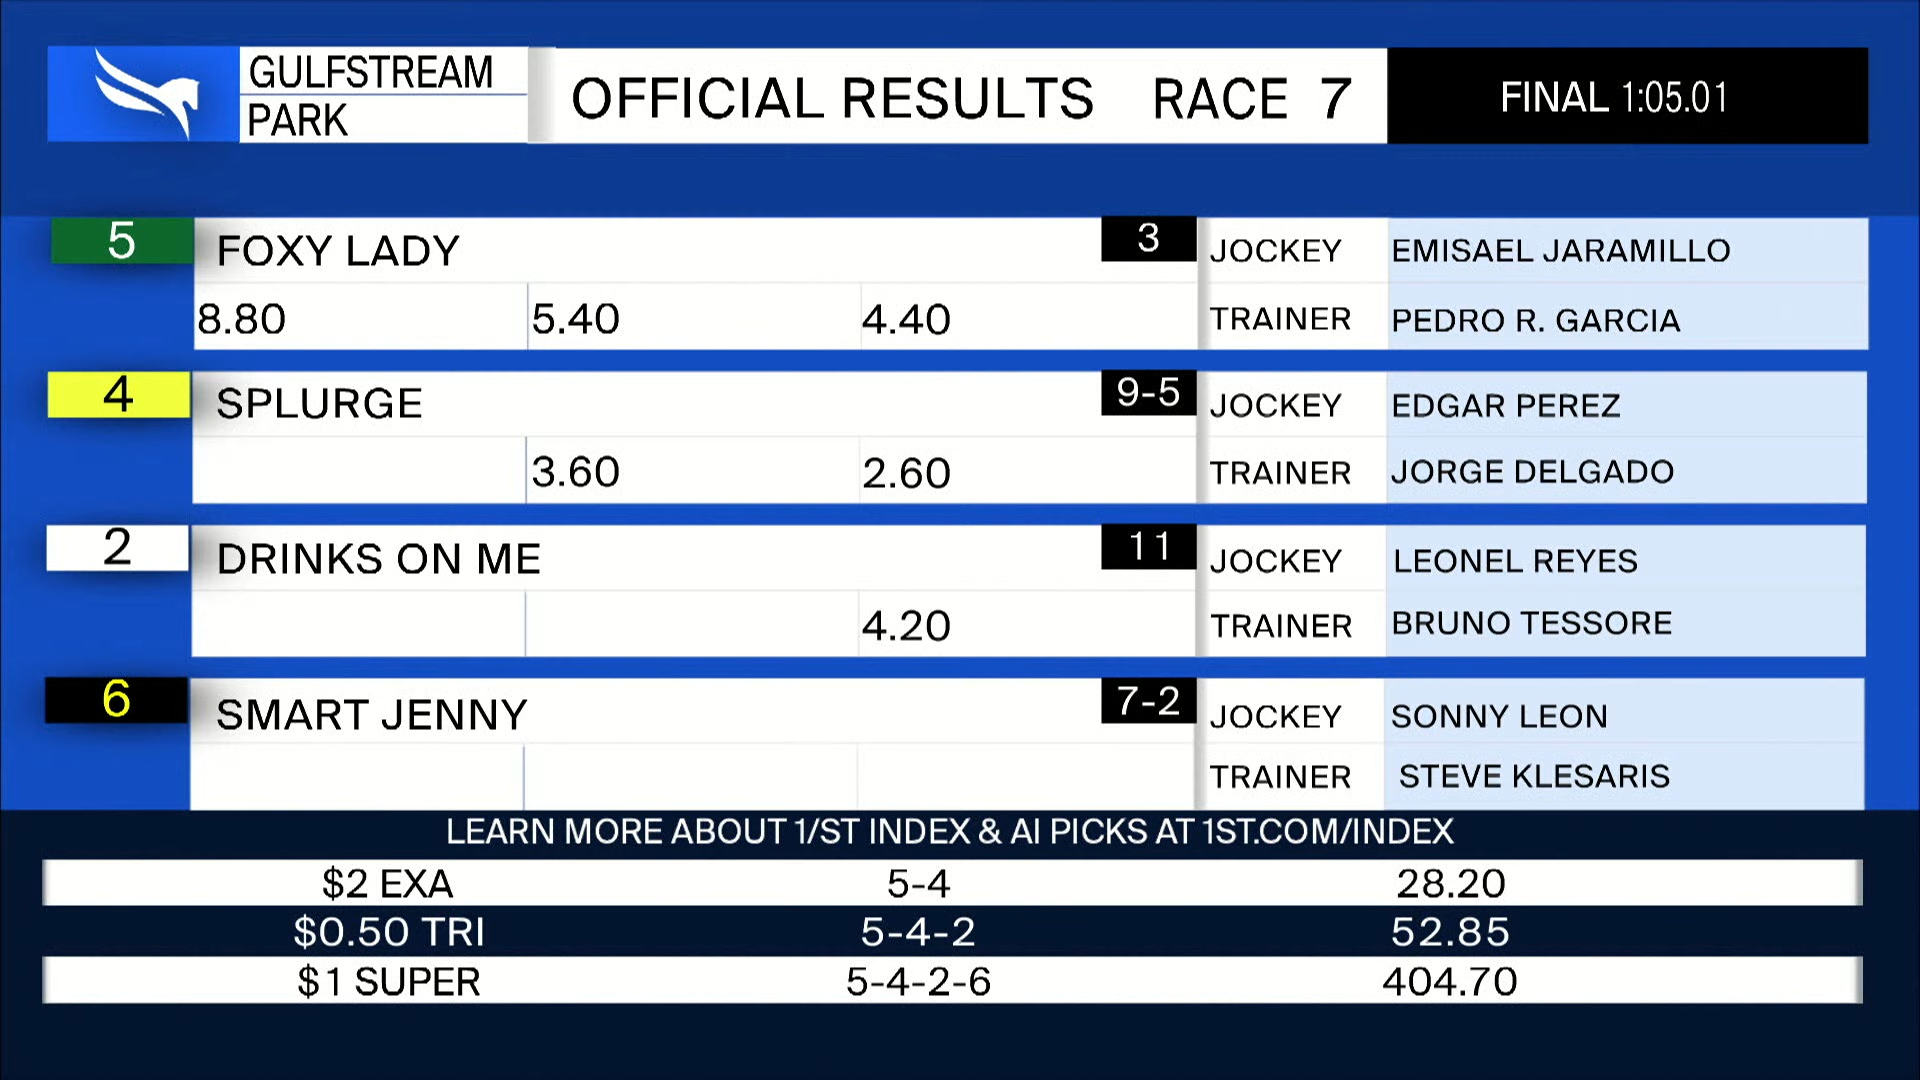 GULFSTREAM
PARK
OFFICIAL RESULTS RACE 7
FINAL 1:05.01
5 FOXY LADY 3 JOCKEY EMISAEL JARAMILLO
8.80 5.40 4.40 TRAINER PEDRO R. GARCIA
4 SPLURGE 9-5 JOCKEY EDGAR PEREZ
3.60 2.60 TRAINER JORGE DELGADO
2 DRINKS ON ME 11 JOCKEY LEONEL REYES
4.20 TRAINER BRUNO TESSORE
6 SMART JENNY 7-2 JOCKEY SONNY LEON
TRAINER STEVE KLESARIS
LEARN MORE ABOUT 1/ST INDEX & AI PICKS AT 1ST.COM/INDEX
$2 EXA 5-4 28.20
$0.50 TRI 5-4-2 52.85
$1 SUPER 5-4-2-6 404.70